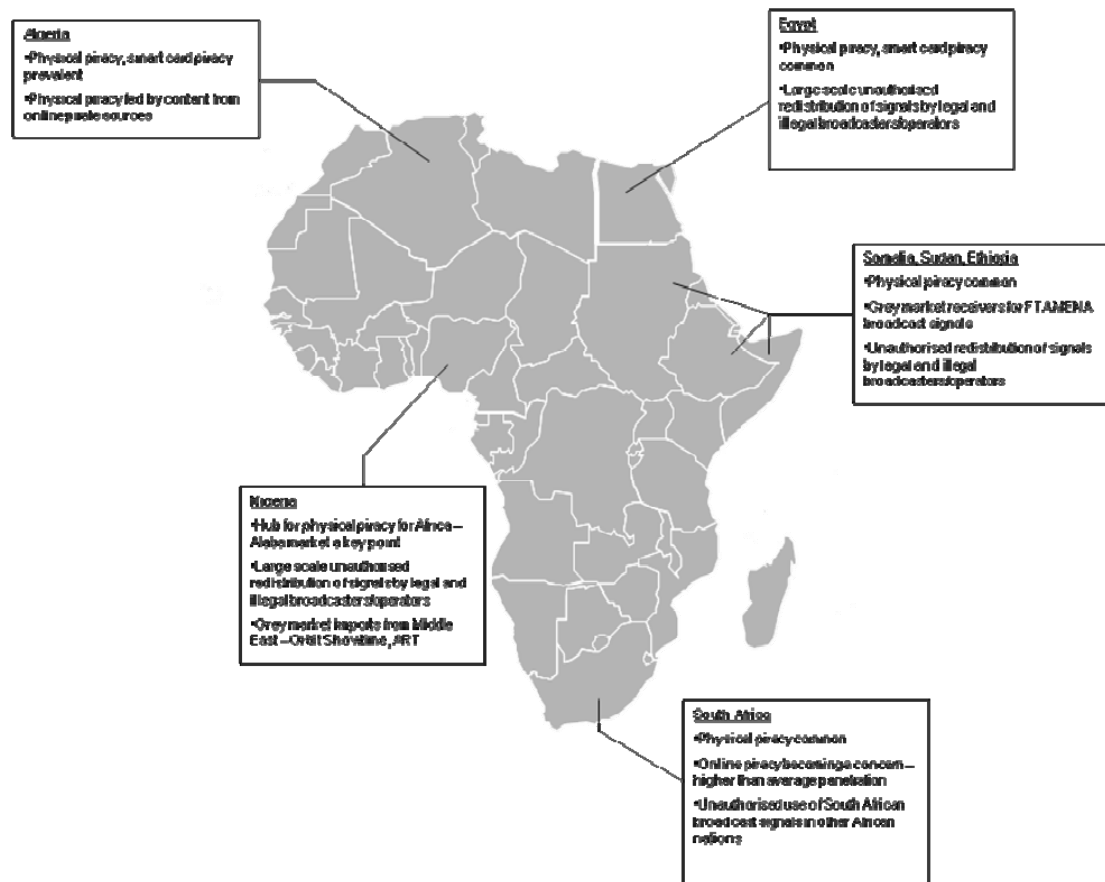 Algeria
•Physical piracy, smart card piracy
prevalent
•Physical piracy fed by content from
online pirate sources
Egypt
•Physical piracy, smart card piracy
common
•Large scale unauthorised
redistribution of signals by legal and
illegal broadcasters/operators
Somalia, Sudan, Ethiopia
•Physical piracy common
•Grey market receivers for FTA MENA
broadcast signals
•Unauthorised redistribution of signals
by legal and illegal
broadcasters/operators
Nigeria
•Hub for physical piracy for Africa –
Alaba market a key point
•Large scale unauthorised
redistribution of signals by legal and
illegal broadcasters/operators
•Grey market imports from Middle
East – Orbit Showtime, ART
South Africa
•Physical piracy common
•Online piracy becoming a concern –
higher than average penetration
•Unauthorised use of South African
broadcast signals in other African
nations